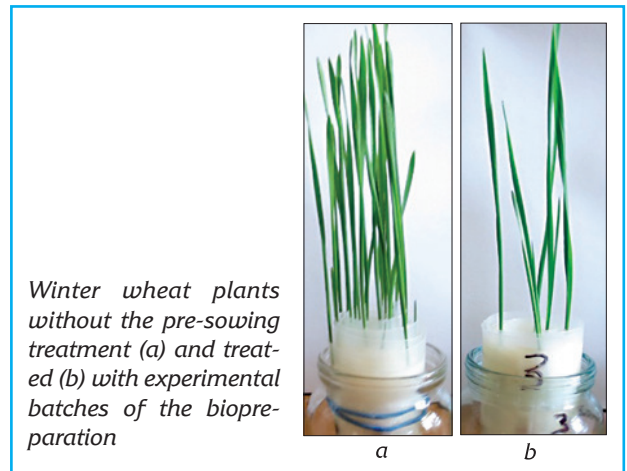 Winter wheat plants
without the pre-sowing
treatment (a) and treat-
ed (b) with experimental
batches of the biopre-
paration
a
b
3
3